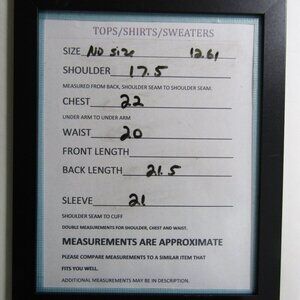 TOPS/SHIRTS/SWEATERS
SIZE No Size 12.61
SHOULDER 17.5
MEASURED FROM BACK, SHOULDER SEAM TO SHOULDER SEAM.
CHEST 22
UNDER ARM TO UNDER ARM
WAIST 20
FRONT LENGTH
BACK LENGTH 21.5
SLEEVE 21
SHOULDER SEAM TO CUFF
DOUBLE MEASUREMENTS FOR SHOULDER, CHEST AND WAIST.
MEASUREMENTS ARE APPROXIMATE
PLEASE COMPARE MEASUREMENTS TO A SIMILAR ITEM THAT
FITS YOU WELL.
ADDITIONAL MEASUREMENTS MAY BE IN DESCRIPTION.